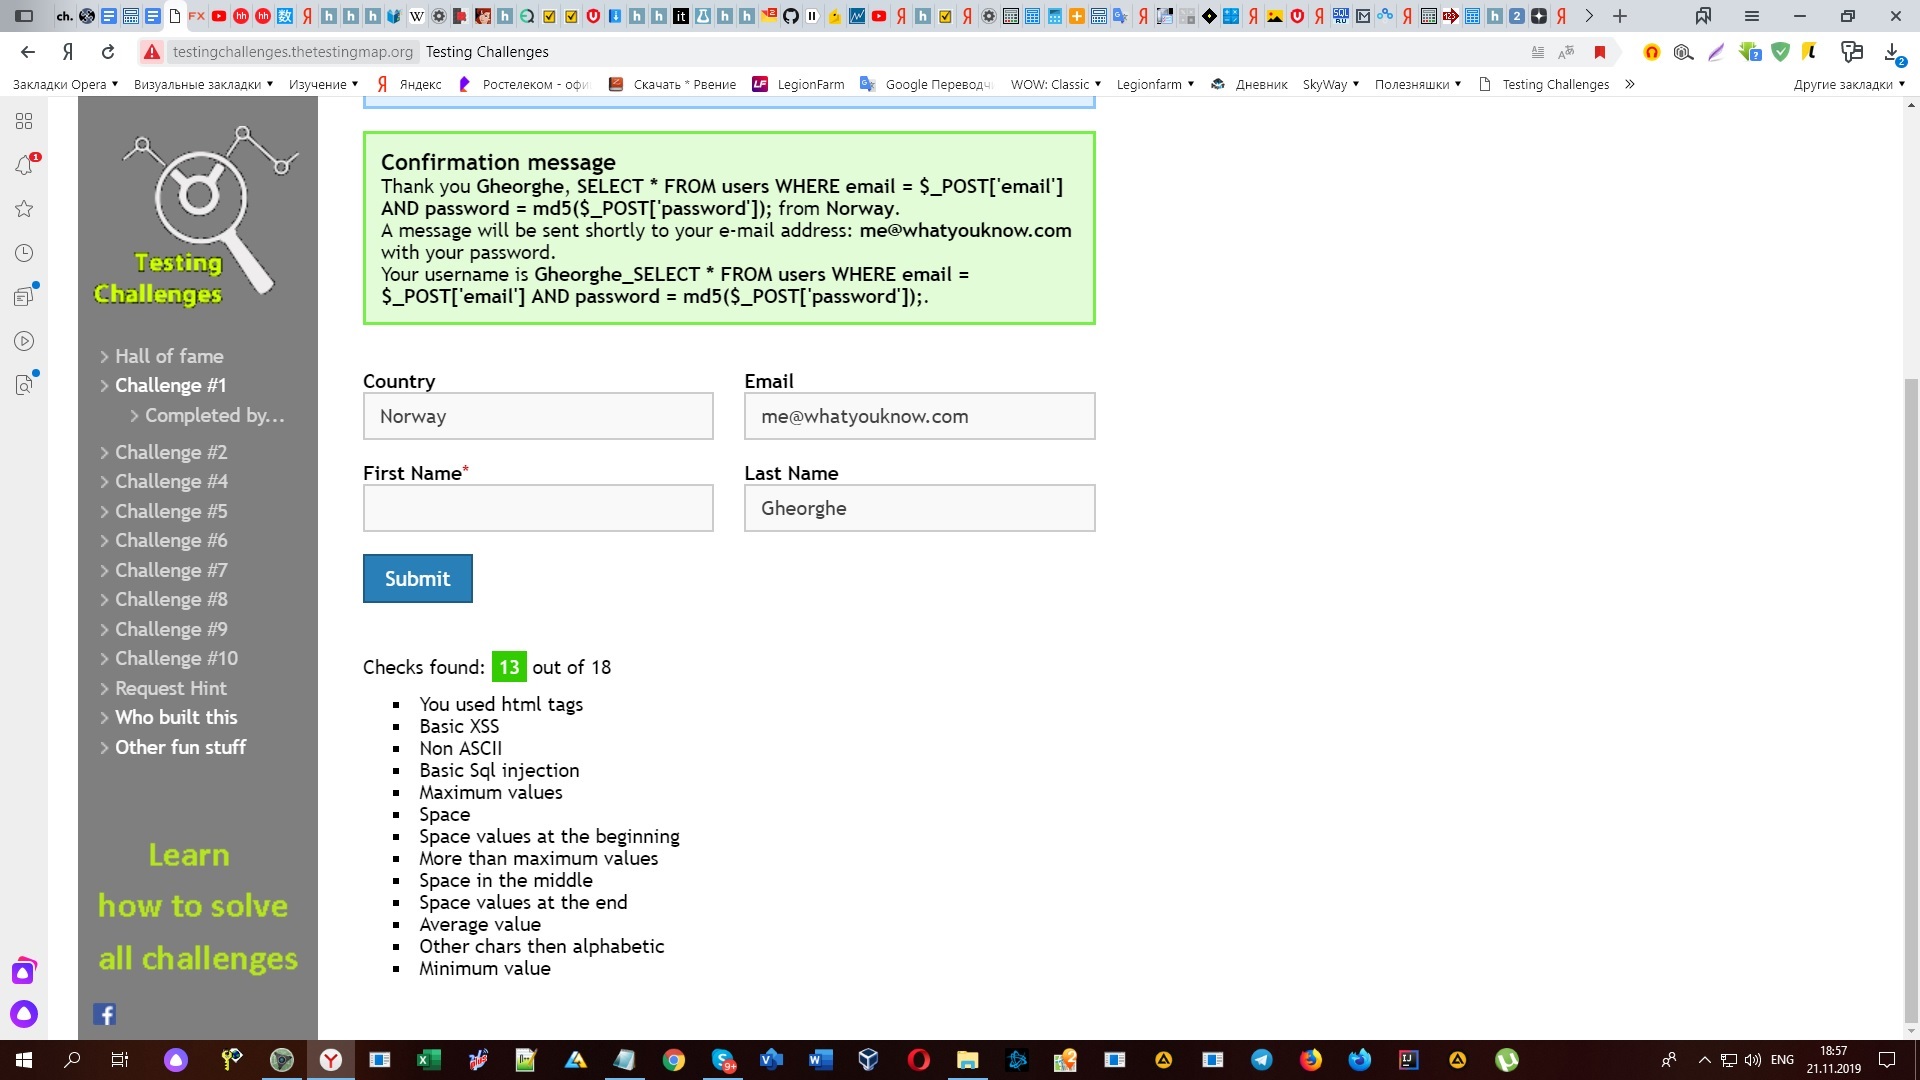 testingchallenges.thetestingmap.org Testing Challenges
Закладки Opera Визуальные закладки Изучение Яндекс Ростелеком - офи Скачать * Рвение LegionFarm Google Переводч WOW: Classic Legionfarm Дневник SkyWay Полезняшки Testing Challenges Другие закладки
Testing
Challenges
Hall of fame
Challenge #1
Completed by...
Challenge #2
Challenge #4
Challenge #5
Challenge #6
Challenge #7
Challenge #8
Challenge #9
Challenge #10
Request Hint
Who built this
Other fun stuff
Learn
how to solve
all challenges
Confirmation message
Thank you Gheorghe, SELECT * FROM users WHERE email = $_POST['email']
AND password = md5($_POST['password']); from Norway.
A message will be sent shortly to your e-mail address: me@whatyouknow.com
with your password.
Your username is Gheorghe_SELECT * FROM users WHERE email =
$_POST['email'] AND password = md5($_POST['password']);.
Country
Norway
Email
me@whatyouknow.com
First Name*
Last Name
Gheorghe
Submit
Checks found: 13 out of 18
You used html tags
Basic XSS
Non ASCII
Basic Sql injection
Maximum values
Space
Space values at the beginning
More than maximum values
Space in the middle
Space values at the end
Average value
Other chars then alphabetic
Minimum value
ENG
18:57
21.11.2019